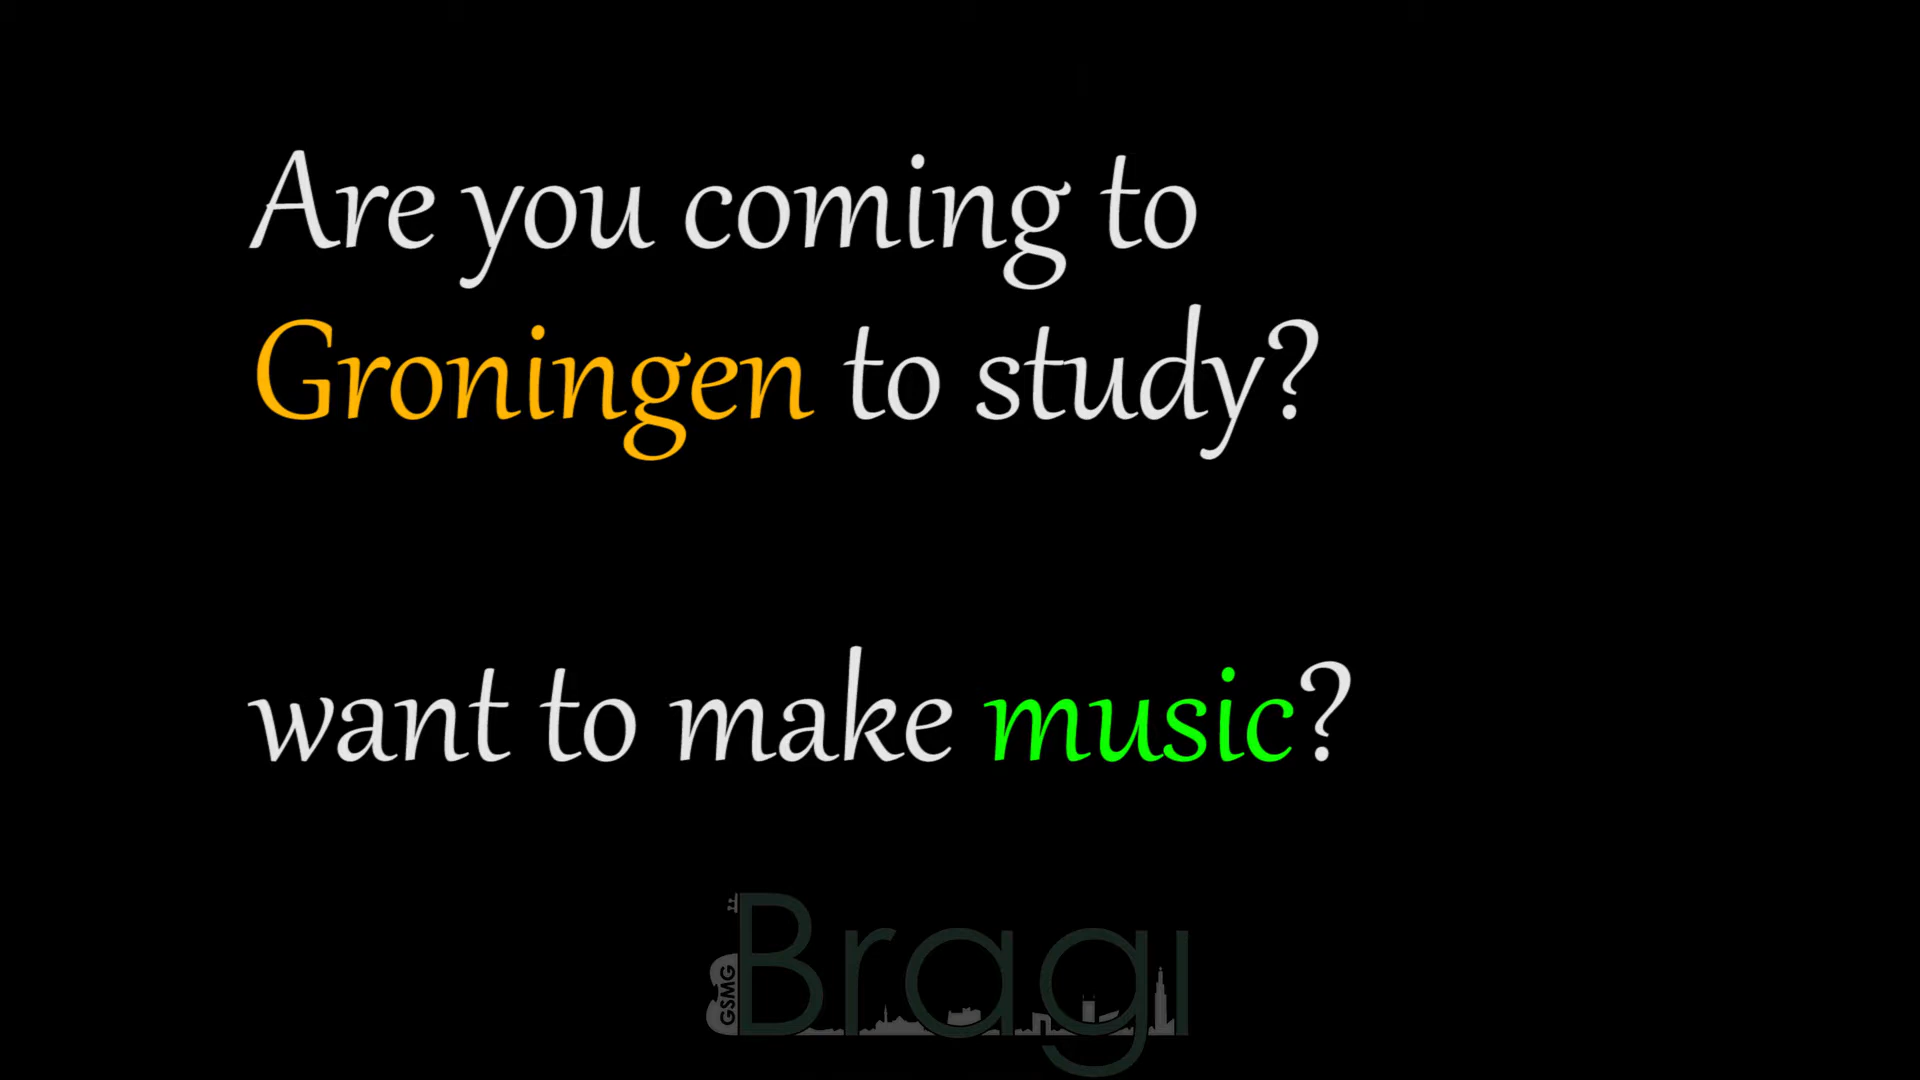 Are you coming to
Groningen to study?
want to make music?
GSMG
Bragi